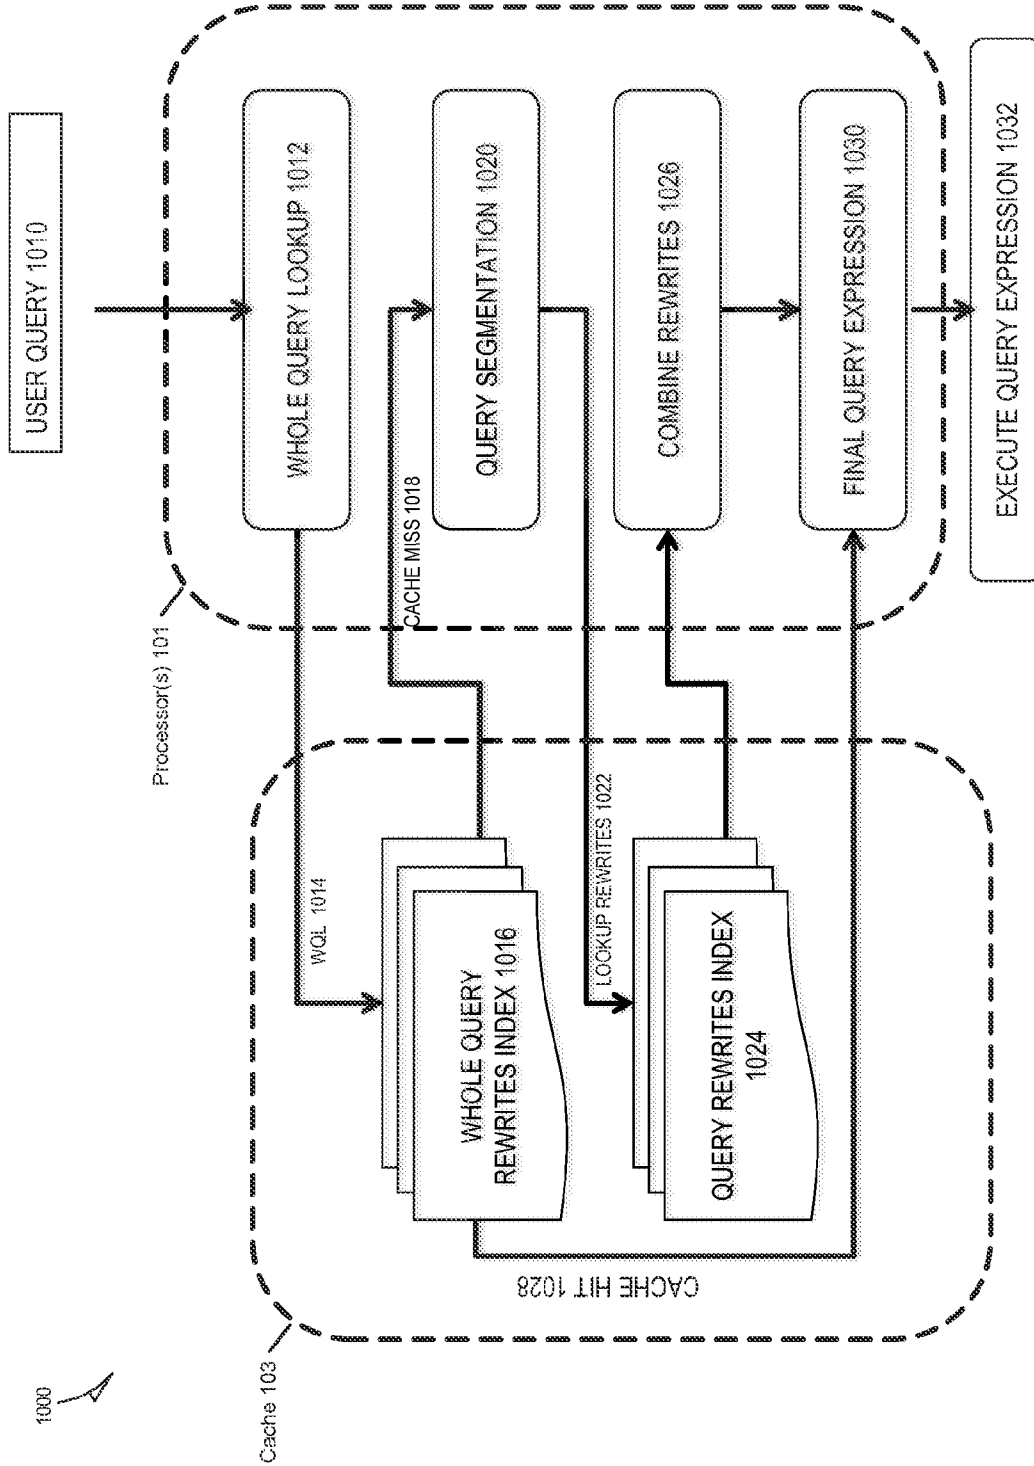 1000
USER QUERY 1010
Processor(s) 101
Cache 103
WHOLE QUERY LOOKUP 1012
WQL 1014
WHOLE QUERY
REWRITES INDEX 1016
CACHE MISS 1018
QUERY SEGMENTATION 1020
LOOKUP REWRITES 1022
QUERY REWRITES INDEX
1024
COMBINE REWRITES 1026
CACHE HIT 1028
FINAL QUERY EXPRESSION 1030
EXECUTE QUERY EXPRESSION 1032